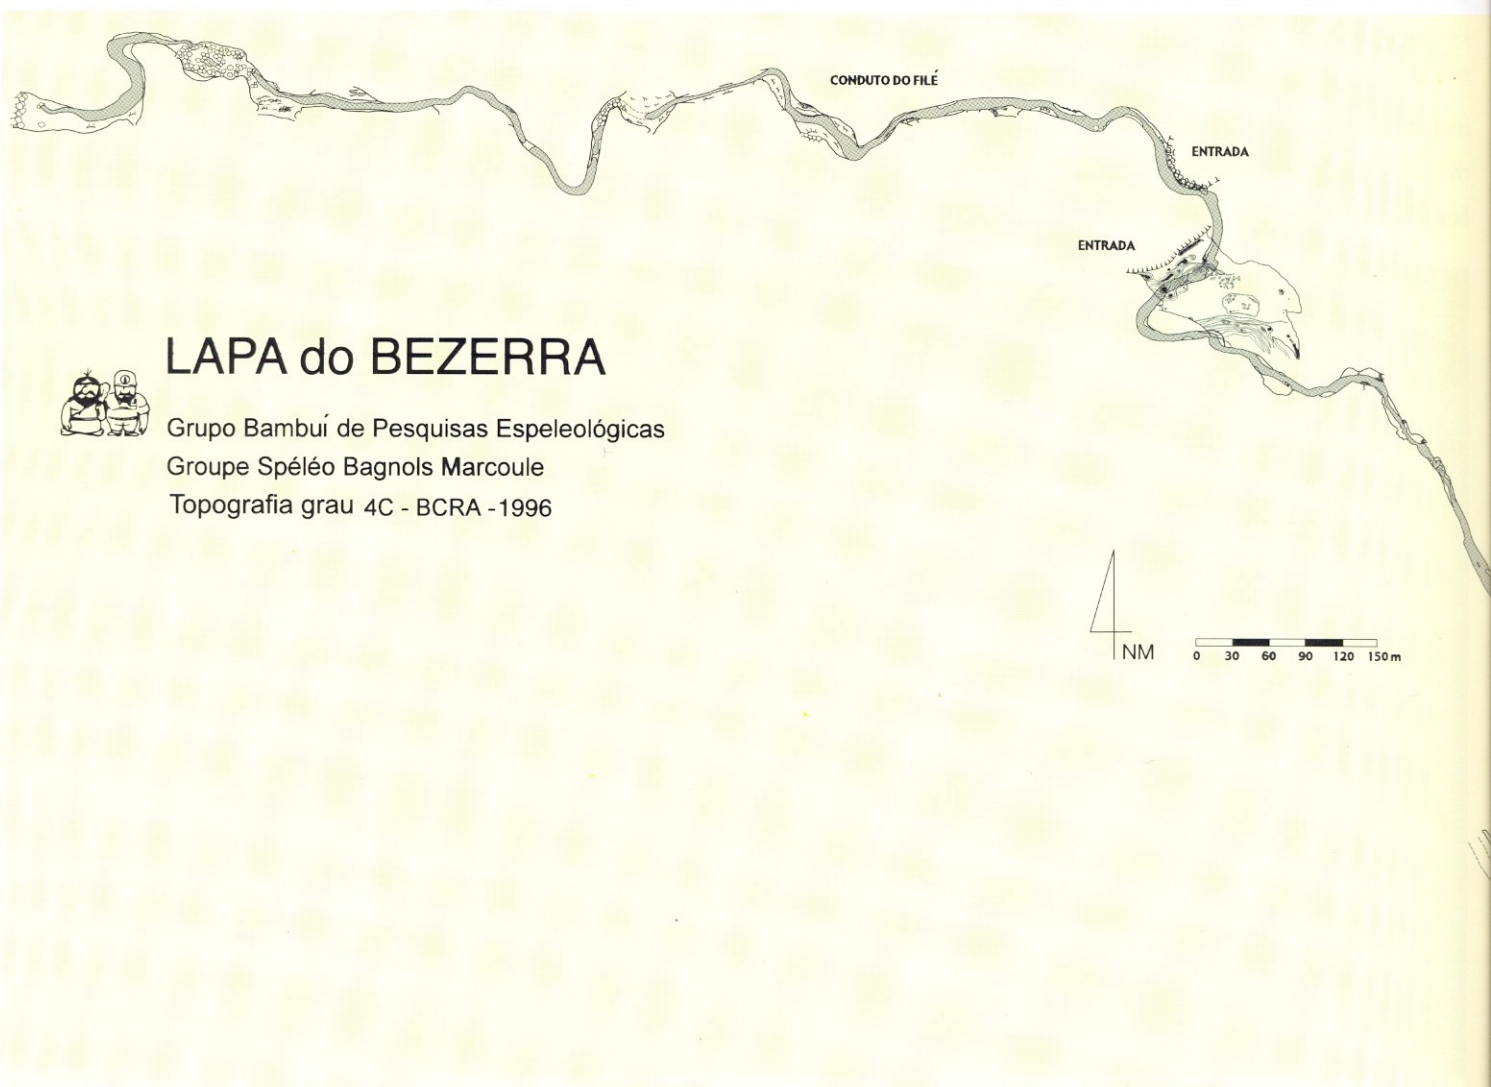 CONDUTO DO FILÉ
ENTRADA
ENTRADA
LAPA do BEZERRA
Grupo Bambuí de Pesquisas Espeleológicas
Groupe Spéléo Bagnols Marcoule
Topografia grau 4C - BCRA - 1996
NM
0 30 60 90 120 150 m